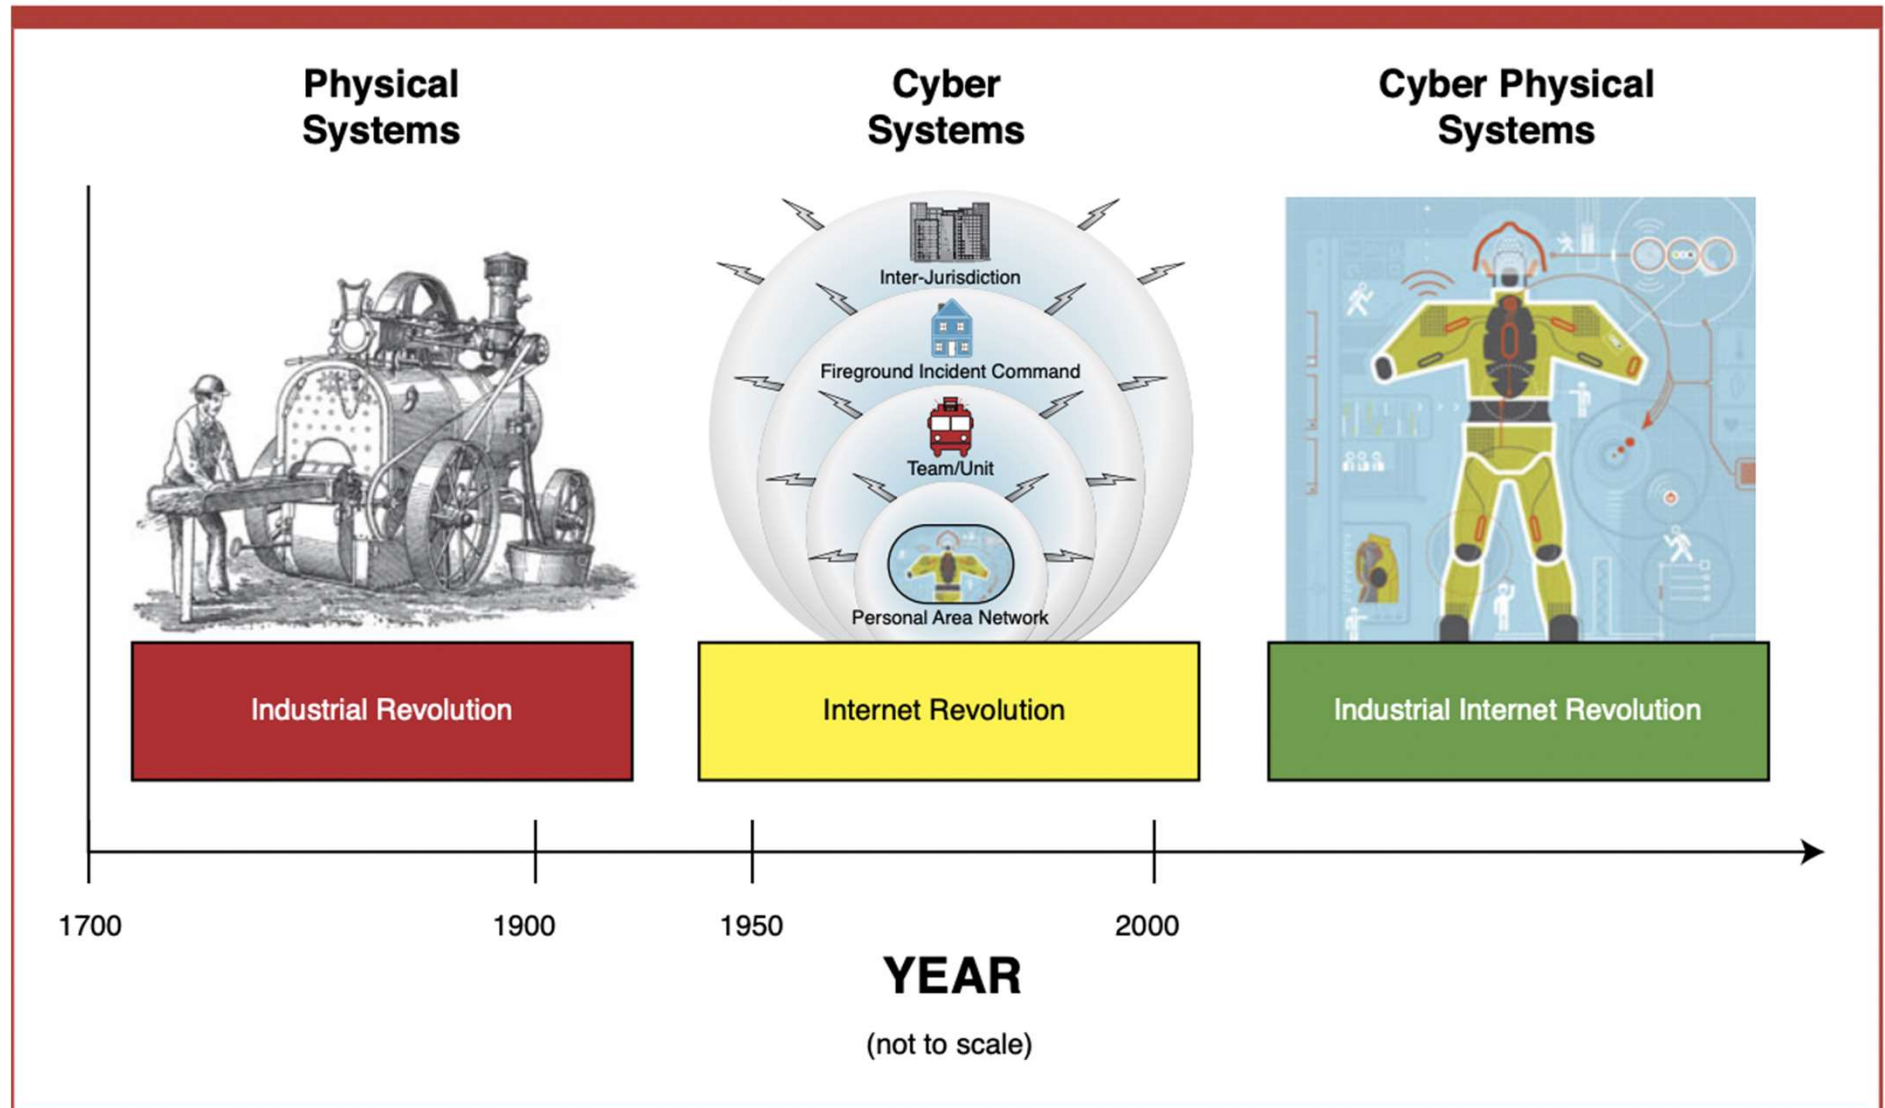 Physical
Systems
Cyber
Systems
Cyber Physical
Systems
Inter-Jurisdiction
Fireground Incident Command
Team/Unit
Personal Area Network
Industrial Revolution
Internet Revolution
Industrial Internet Revolution
1700
1900
1950
2000
YEAR
(not to scale)